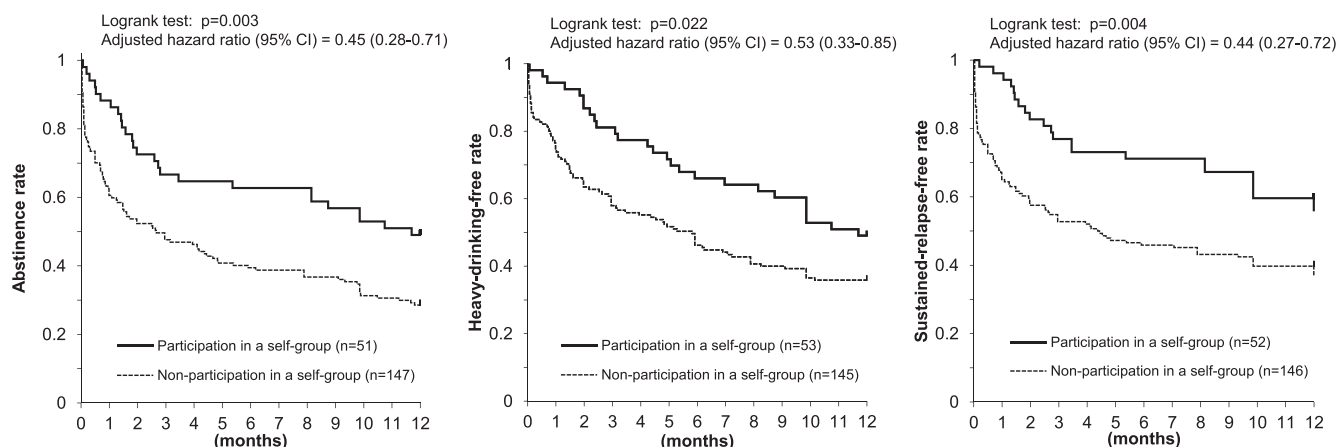 Logrank test: p=0.003
Adjusted hazard ratio (95% CI) = 0.45 (0.28-0.71)
1
0.8
0.6
0.4
0.2
0
Abstinence rate
Participation in a self-group (n=51)
Non-participation in a self-group (n=147)
0 1 2 3 4 5 6 7 8 9 10 11 12
(months)
Logrank test: p=0.022
Adjusted hazard ratio (95% CI) = 0.53 (0.33-0.85)
1
0.8
0.6
0.4
0.2
0
Heavy-drinking-free rate
Participation in a self-group (n=53)
Non-participation in a self-group (n=145)
0 1 2 3 4 5 6 7 8 9 10 11 12
(months)
Logrank test: p=0.004
Adjusted hazard ratio (95% CI) = 0.44 (0.27-0.72)
1
0.8
0.6
0.4
0.2
0
Sustained-relapse-free rate
Participation in a self-group (n=52)
Non-participation in a self-group (n=146)
0 1 2 3 4 5 6 7 8 9 10 11 12
(months)